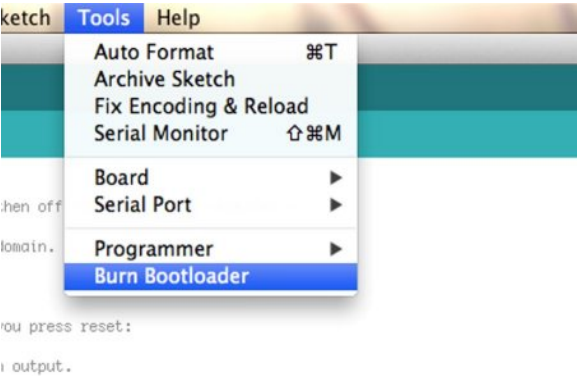 ketch Tools Help
Auto Format ⌘T
Archive Sketch
Fix Encoding & Reload
Serial Monitor ⇧⌘M
Board ▶
Serial Port ▶
Programmer ▶
Burn Bootloader
then off
domain.
you press reset:
output.